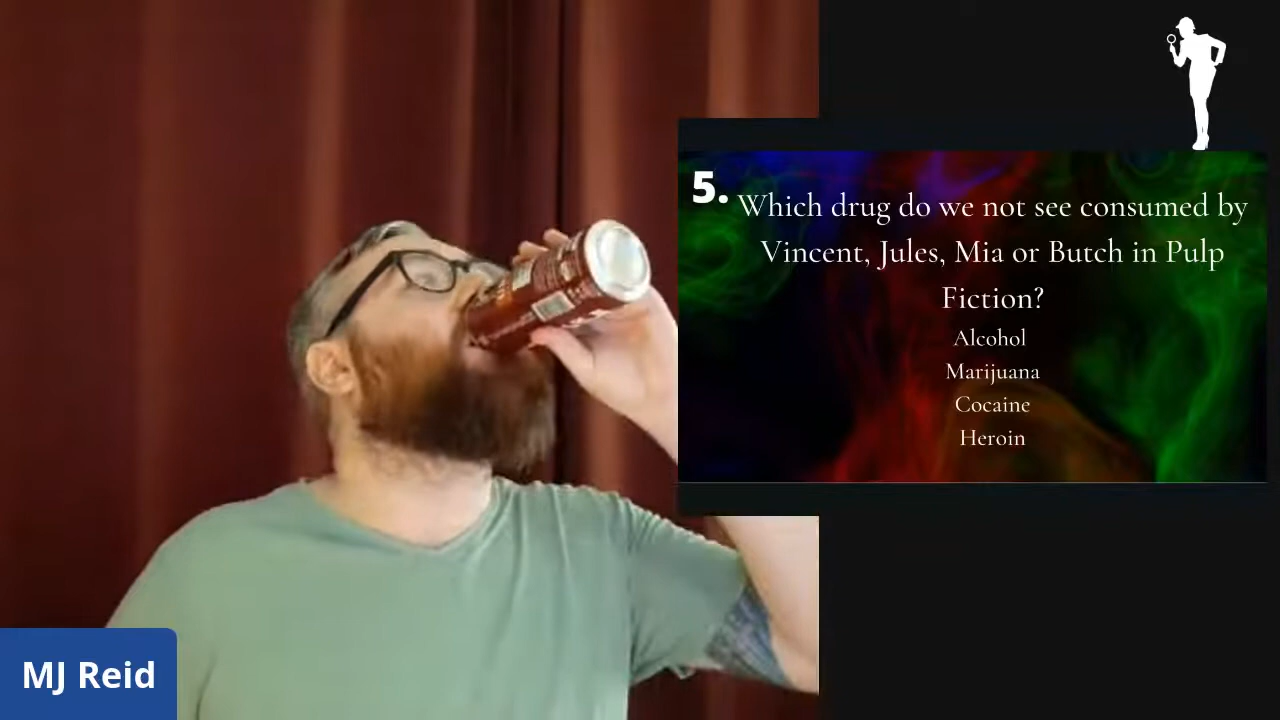 5.
Which drug do we not see consumed by
Vincent, Jules, Mia or Butch in Pulp
Fiction?
Alcohol
Marijuana
Cocaine
Heroin
MJ Reid